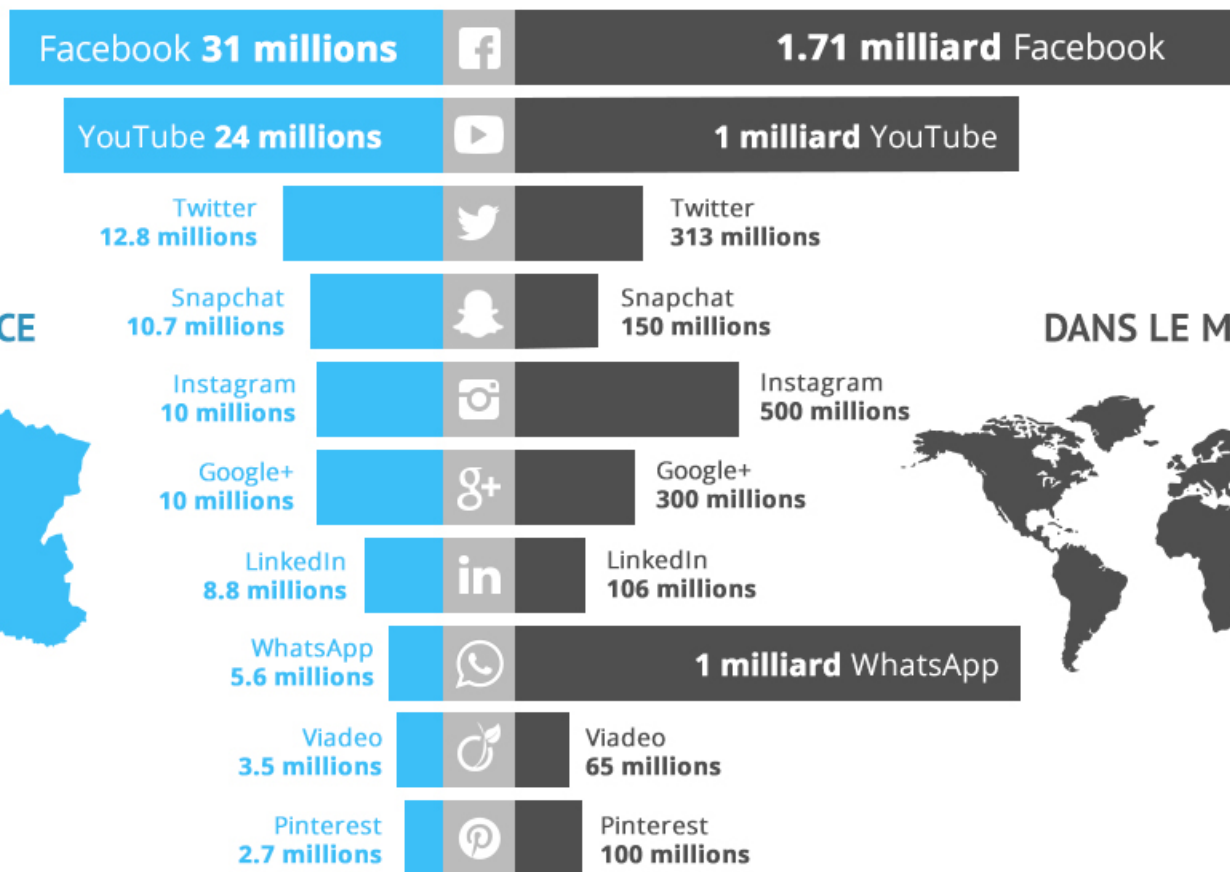 Facebook 31 millions
1.71 milliard Facebook
YouTube 24 millions
1 milliard YouTube
Twitter
12.8 millions
Twitter
313 millions
Snapchat
10.7 millions
Snapchat
150 millions
CE
DANS LE M
Instagram
10 millions
Instagram
500 millions
Google+
10 millions
g+
Google+
300 millions
LinkedIn
8.8 millions
in
LinkedIn
106 millions
WhatsApp
5.6 millions
1 milliard WhatsApp
Viadeo
3.5 millions
Viadeo
65 millions
Pinterest
2.7 millions
Pinterest
100 millions